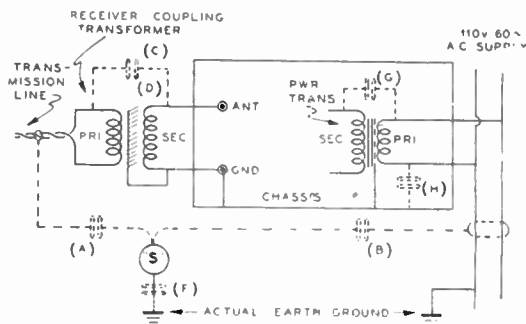 RECEIVER COUPLING
TRANSFORMER
(C)
110V 60~
A C SUPPLY
TRANS
MISSION
LINE
(D)
(G)
PWR
TRANS
ANT
PRI
SEC
SEC
PRI
GND
(H)
CHASSIS
(A)
(B)
S
(F)
ACTUAL EARTH GROUND